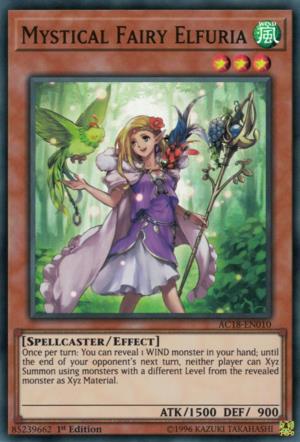 Mystical Fairy Elfuria
WIND
風
AC18-EN010
[Spellcaster/Effect]
Once per turn: You can reveal 1 WIND monster in your hand; until
the end of your opponent's next turn, neither player can Xyz
Summon using monsters with a different Level from the revealed
monster as Xyz Material.
ATK/1500 DEF/ 900
85239662 1st Edition ©1996 KAZUKI TAKAHASHI